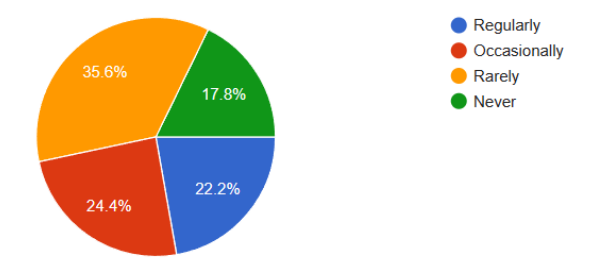 Regularly
Occasionally
Rarely
Never
35.6%
17.8%
22.2%
24.4%